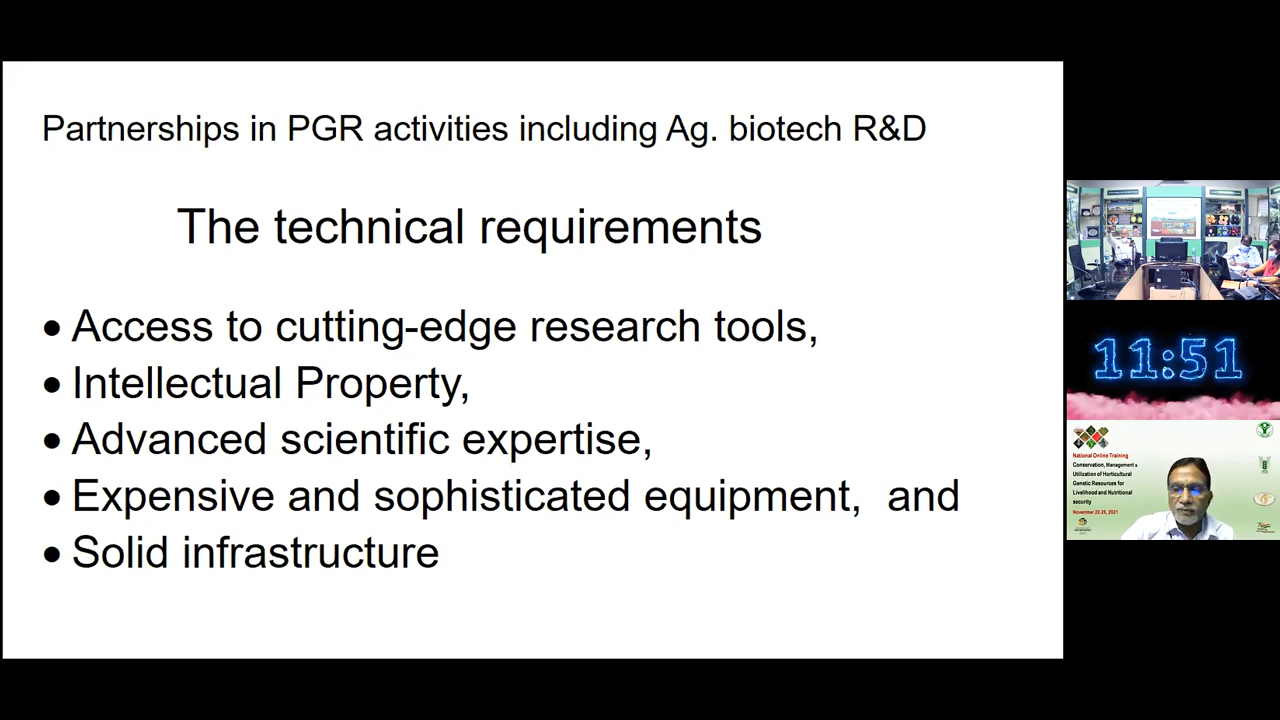 Partnerships in PGR activities including Ag. biotech R&D
The technical requirements
• Access to cutting-edge research tools,
• Intellectual Property,
• Advanced scientific expertise,
• Expensive and sophisticated equipment, and
• Solid infrastructure
11:51
National Online Training
Conservation, Management &
Utilization of Horticultural
Genetic Resources for
Livelihood and Nutritional
security
November 22-26, 2021